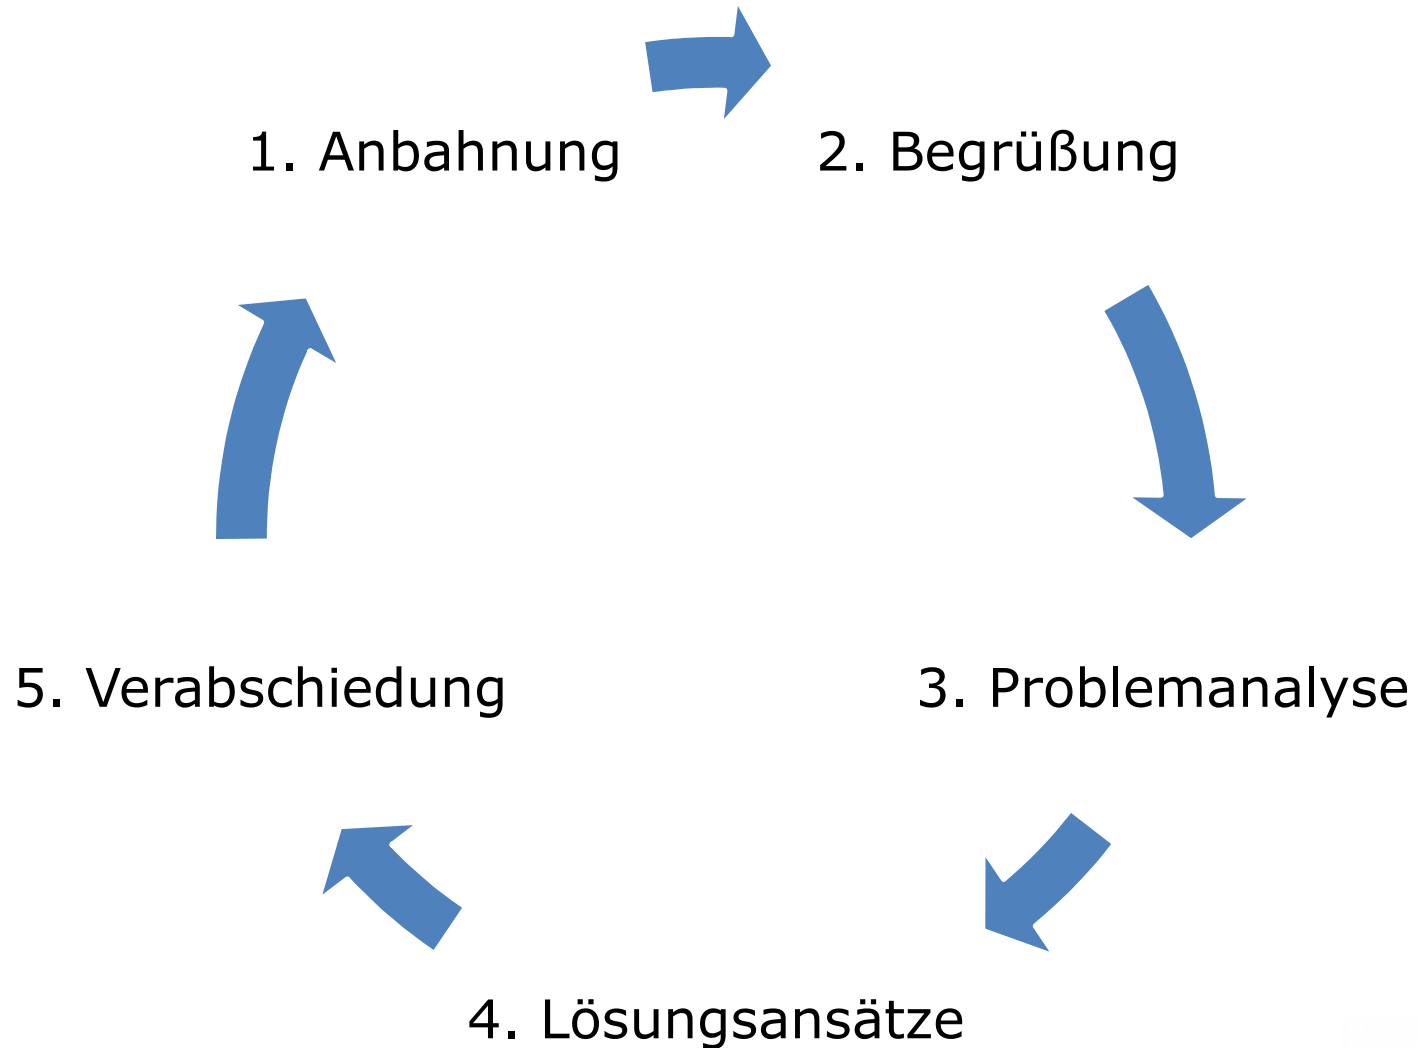 1. Anbahnung
2. Begrüßung
3. Problemanalyse
4. Lösungsansätze
5. Verabschiedung